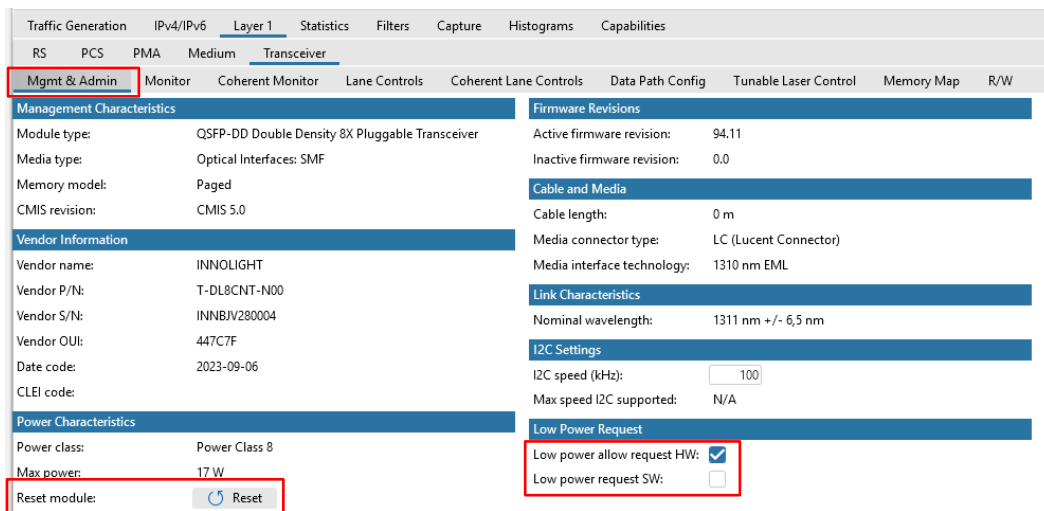 Traffic Generation IPv4/IPv6 Layer 1 Statistics Filters Capture Histograms Capabilities
RS PCS PMA Medium Transceiver
Mgmt & Admin Monitor Coherent Monitor Lane Controls Coherent Lane Controls Data Path Config Tunable Laser Control Memory Map R/W
Management Characteristics
Module type: QSFP-DD Double Density 8X Pluggable Transceiver
Media type: Optical Interfaces: SMF
Memory model: Paged
CMIS revision: CMIS 5.0
Vendor Information
Vendor name: INNOLIGHT
Vendor P/N: T-DL8CNT-N00
Vendor S/N: INNBJV280004
Vendor OUI: 447C7F
Date code: 2023-09-06
CLEI code:
Power Characteristics
Power class: Power Class 8
Max power: 17 W
Reset module: Reset
Firmware Revisions
Active firmware revision: 94.11
Inactive firmware revision: 0.0
Cable and Media
Cable length: 0 m
Media connector type: LC (Lucent Connector)
Media interface technology: 1310 nm EML
Link Characteristics
Nominal wavelength: 1311 nm +/- 6,5 nm
I2C Settings
I2C speed (kHz): 100
Max speed I2C supported: N/A
Low Power Request
Low power allow request HW:
Low power request SW: